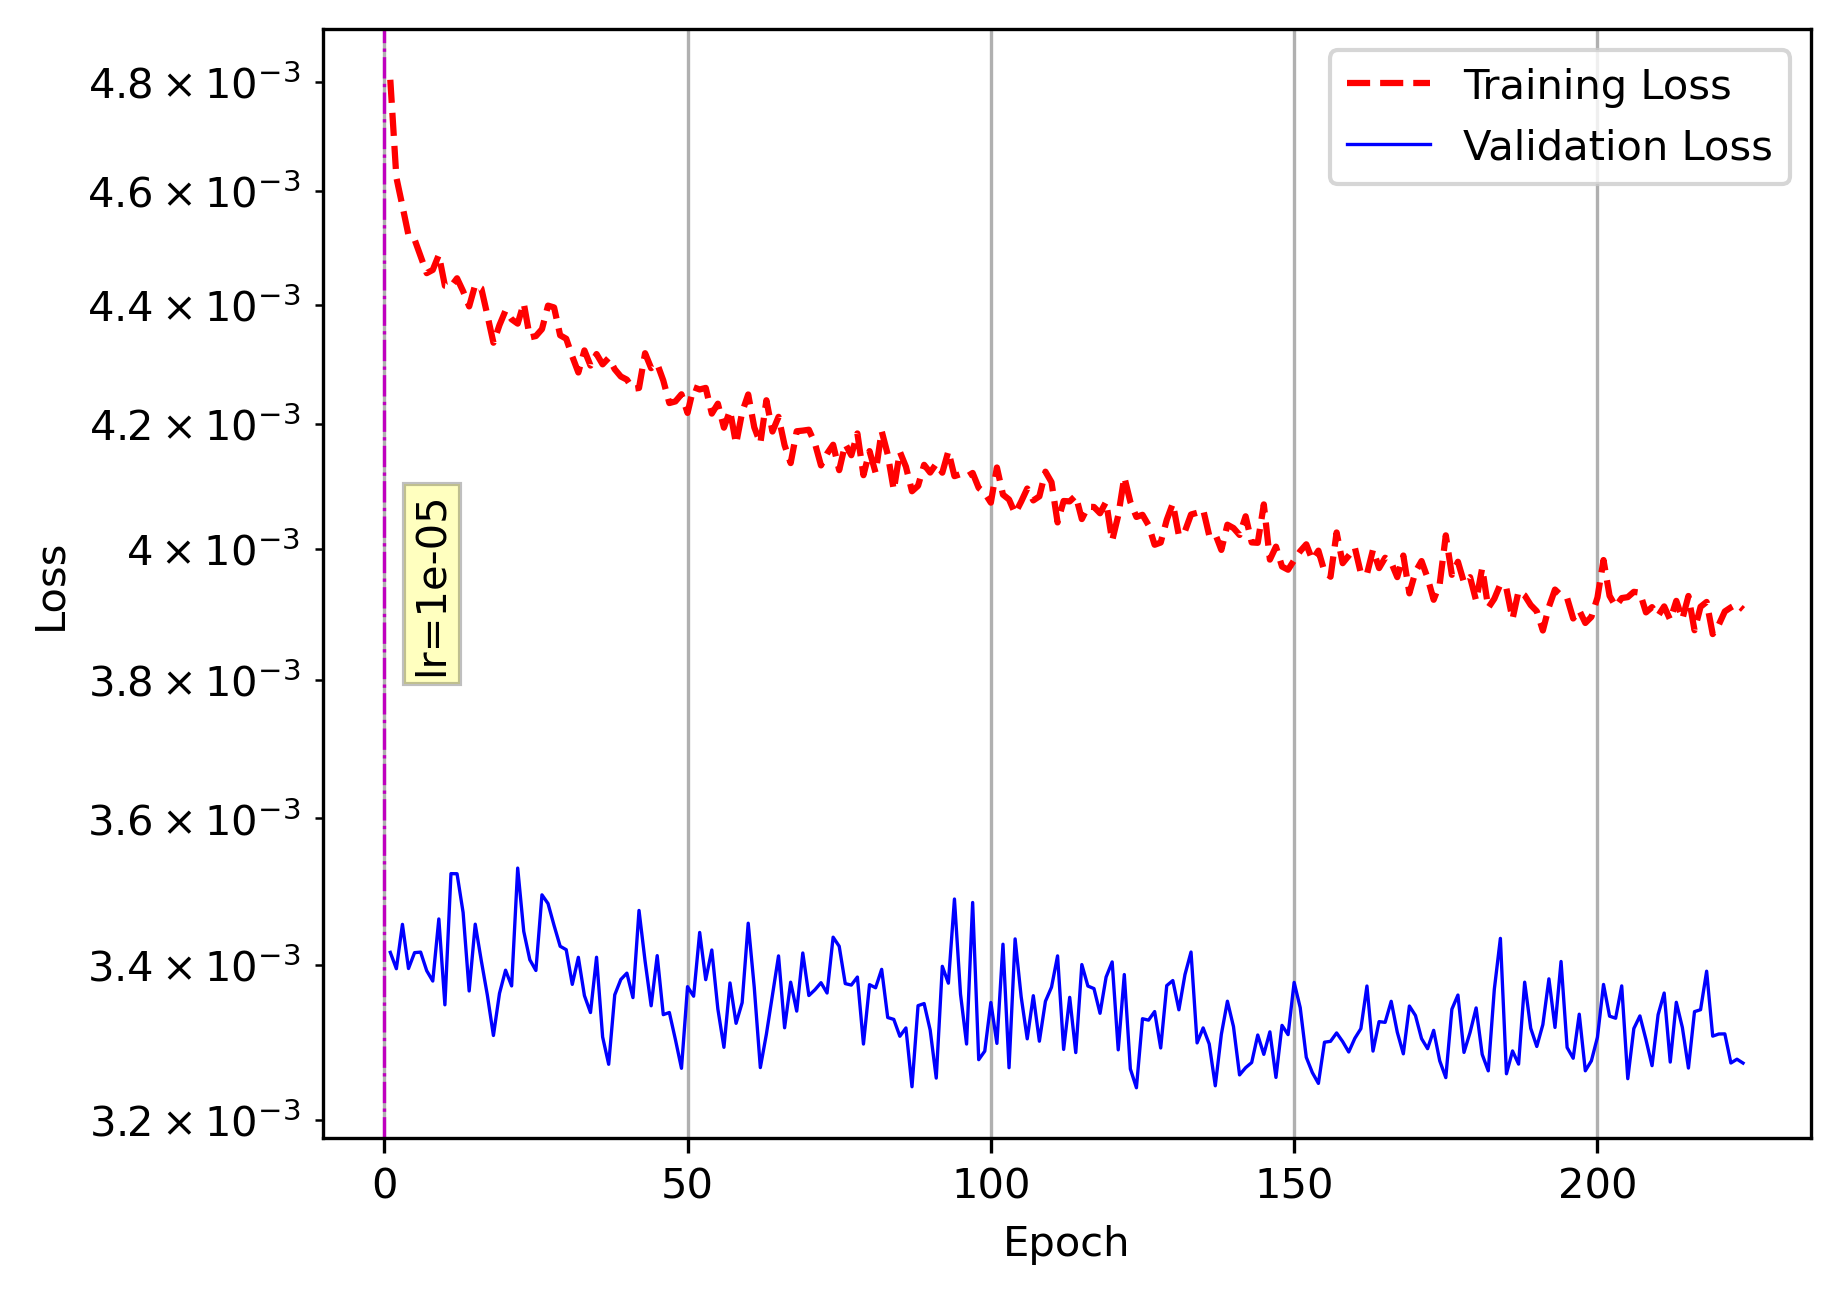 4.8 × 10⁻³
4.6 × 10⁻³
4.4 × 10⁻³
4.2 × 10⁻³
4 × 10⁻³
3.8 × 10⁻³
3.6 × 10⁻³
3.4 × 10⁻³
3.2 × 10⁻³
Loss
lr=1e-05
Training Loss
Validation Loss
0 50 100 150 200
Epoch